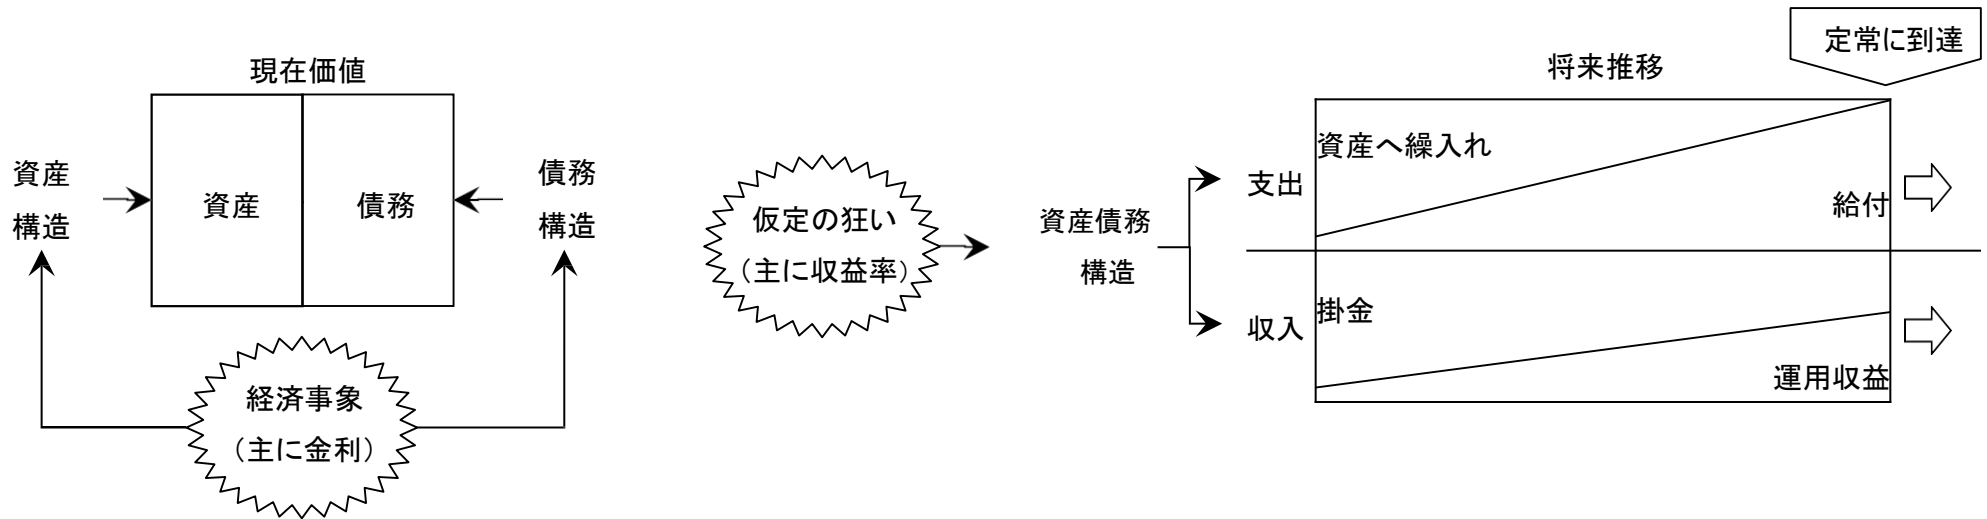 現在価値
資産
構造
資産
債務
債務
構造
経済事象
（主に金利）
仮定の狂い
（主に収益率）
資産債務
構造
定常に到達
将来推移
支出
資産へ繰入れ
給付
収入
掛金
運用収益